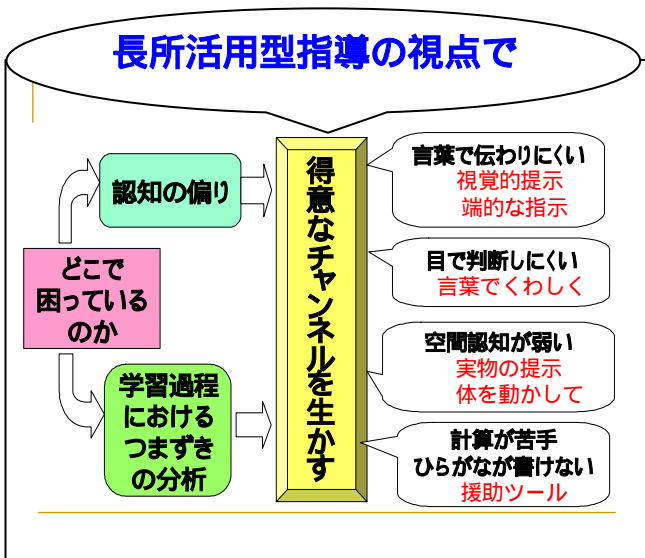 長所活用型指導の視点で
認知の偏り
どこで
困っている
のか
学習過程
における
つまずき
の分析
得意なチャンネルを生かす
言葉で伝わりにくい
視覚的提示
端的な指示
目で判断しにくい
言葉でくわしく
空間認知が弱い
実物の提示
体を動かして
計算が苦手
ひらがなが書けない
援助ツール